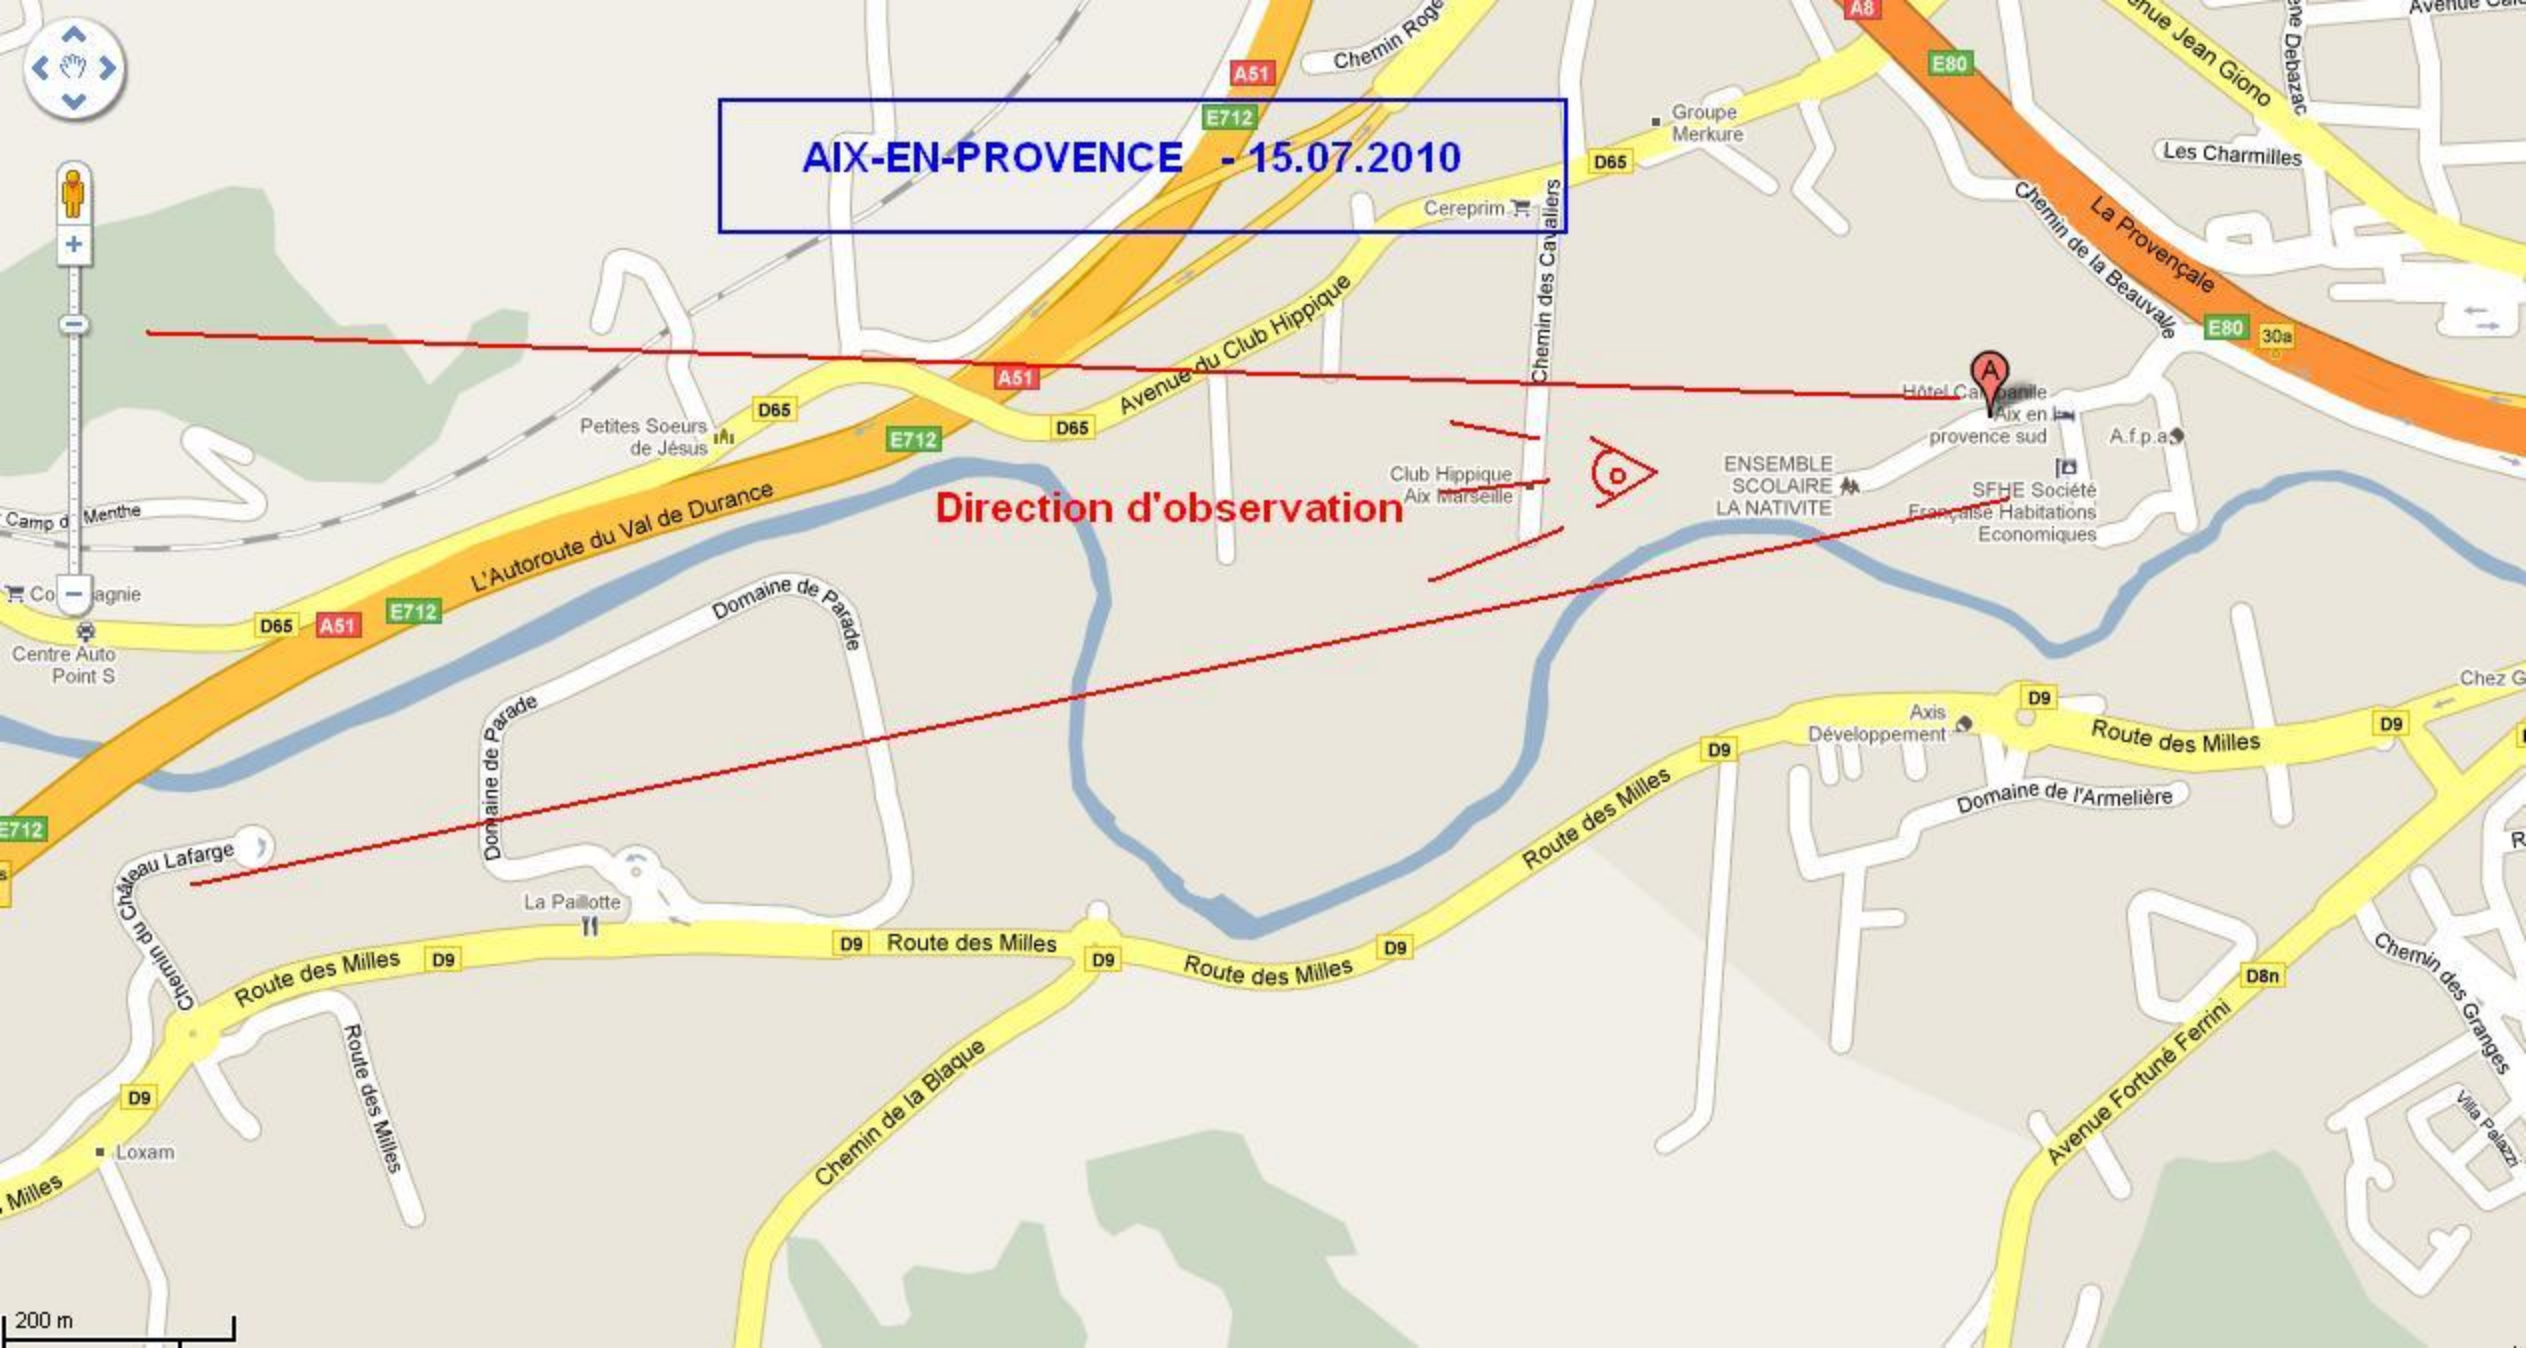 A8
Avenue
enue Jean Giono
ene Debazac
Chemin Roge
A51
E80
E712
Groupe
Merkure
AIX-EN-PROVENCE - 15.07.2010
D65
Les Charmilles
Cereprim
Chemin des Cavaliers
Chemin de la Beauvalle
La Provençale
Avenue du Club Hippique
E80
30a
A51
A
Hôtel Campanile
Aix en
provence sud
D65
D65
E712
Petites Soeurs
de Jésus
A.f.p.a
Club Hippique
Aix Marseille
ENSEMBLE
SCOLAIRE
LA NATIVITE
SFHE Société
Française Habitations
Economiques
Direction d'observation
L'Autoroute du Val de Durance
Camp de Menthe
agnie
E712
D65
A51
Centre Auto
Point S
Domaine de Parade
Domaine de Parade
Chez G
D9
Axis
Développement
D9
Route des Milles
D9
Domaine de l'Armelière
E712
Route des Milles
Chemin du Château Lafarge
La Paillotte
D9
Route des Milles
D9
D9
Route des Milles
Route des Milles
D9
D8n
Chemin des Granges
Route des Milles
Chemin de la Blaque
Avenue Fortuné Ferrini
D9
Villa Palazzi
Loxam
Milles
200 m